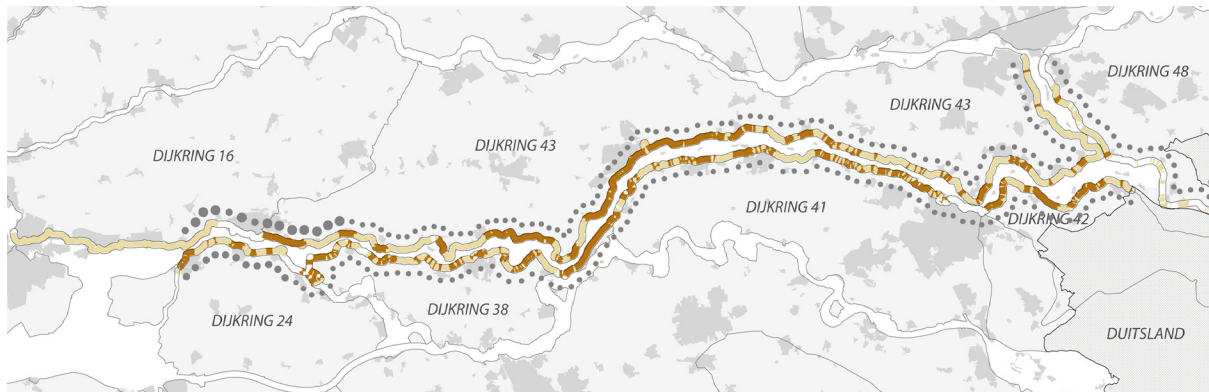 DIJKRING 48
DIJKRING 43
DIJKRING 16
DIJKRING 43
DIJKRING 41
DIJKRING 42
DIJKRING 38
DIJKRING 24
DUITSLAND